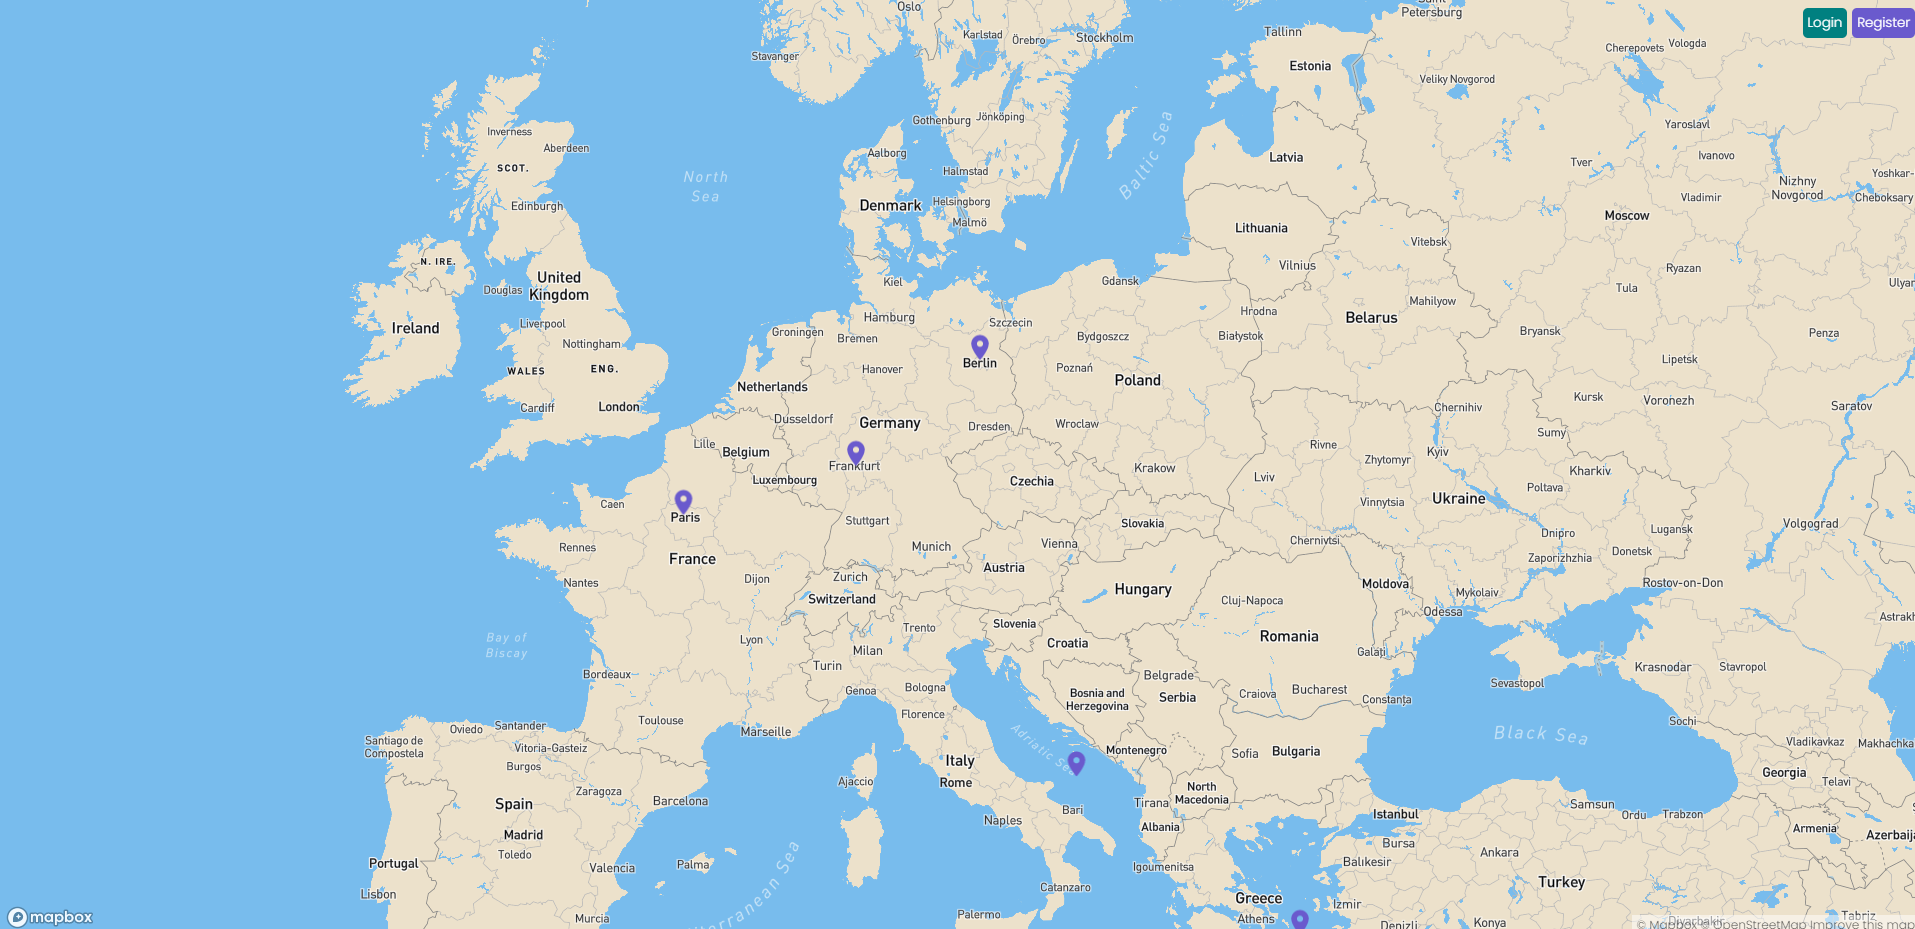 Oslo
Saint
Petersburg
Login
Register
Karlstad
Örebro
Stockholm
Tallinn
Cherepovets
Vologda
Stavanger
Estonia
Veliky Novgorod
Gothenburg
Jönköping
Yaroslavl
Inverness
Aberdeen
Aalborg
Baltic Sea
Latvia
Tver
Ivanovo
SCOT.
Halmstad
North
Sea
Yoshkar-
Nizhny
Novgorod
Vladimir
Cheboksary
Edinburgh
Denmark
Helsingborg
Malmö
Moscow
Lithuania
Vitebsk
N. IRE.
Vilnius
Ryazan
United
Kingdom
Douglas
Kiel
Gdansk
Tula
Ulyan
Mahilyow
Hrodna
Ireland
Liverpool
Hamburg
Szczecin
Belarus
Groningen
Bremen
Bydgoszcz
Białystok
Bryansk
Penza
Nottingham
Berlin
Lipetsk
WALES
ENG.
Hanover
Poznań
Netherlands
Poland
Cardiff
London
Kursk
Voronezh
Saratov
Chernihiv
Dusseldorf
Germany
Dresden
Wroclaw
Sumy
Lille
Belgium
Rivne
Kyiv
Frankfurt
Krakow
Zhytomyr
Kharkiv
Luxembourg
Czechia
Lviv
Poltava
Caen
Paris
Vinnytsia
Ukraine
Stuttgart
Slovakia
Lugansk
Volgograd
Rennes
Munich
Vienna
Chernivtsi
Dnipro
Zaporizhzhia
Donetsk
France
Austria
Nantes
Dijon
Zurich
Switzerland
Hungary
Moldova
Rostov-on-Don
Mykolaiv
Cluj-Napoca
Odessa
Astrakh
Bay of
Biscay
Lyon
Trento
Slovenia
Croatia
Romania
Galați
Milan
Turin
Bordeaux
Genoa
Bologna
Belgrade
Krasnodar
Stavropol
Bosnia and
Herzegovina
Serbia
Craiova
Bucharest
Constanța
Sevastopol
Toulouse
Florence
Sochi
Oviedo
Santander
Marseille
Adriatic Se
Black Sea
Santiago de
Compostela
Vitoria-Gasteiz
Montenegro
Sofia
Bulgaria
Vladikavkaz
Makhachka
Burgos
Italy
Rome
Ajaccio
Georgia
Telavi
Spain
Zaragoza
Barcelona
North
Macedonia
Tirana
Bari
Naples
Istanbul
Samsun
Ordu
Trabzon
Madrid
Toledo
Albania
Armenia
Azerbaij
Bursa
Portugal
Valencia
Palma
Igoumenitsa
Balıkesir
Ankara
Lisbon
Catanzaro
Turkey
terranean Sea
Greece
Izmir
mapbox
Murcia
Palermo
Athens
Denizli
Konya
Diyarbakir
Tabriz
© Mapbox © OpenStreetMap Improve this map